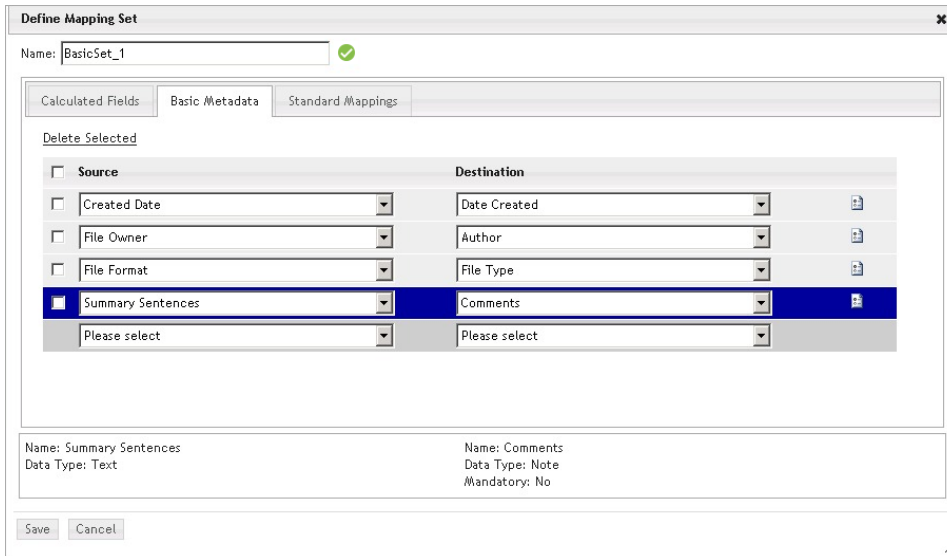 Define Mapping Set
Name: BasicSet_1
Calculated Fields Basic Metadata Standard Mappings
Delete Selected
Source Destination
Created Date Date Created
File Owner Author
File Format File Type
Summary Sentences Comments
Please select Please select
Name: Summary Sentences Name: Comments
Data Type: Text Data Type: Note
Mandatory: No
Save Cancel